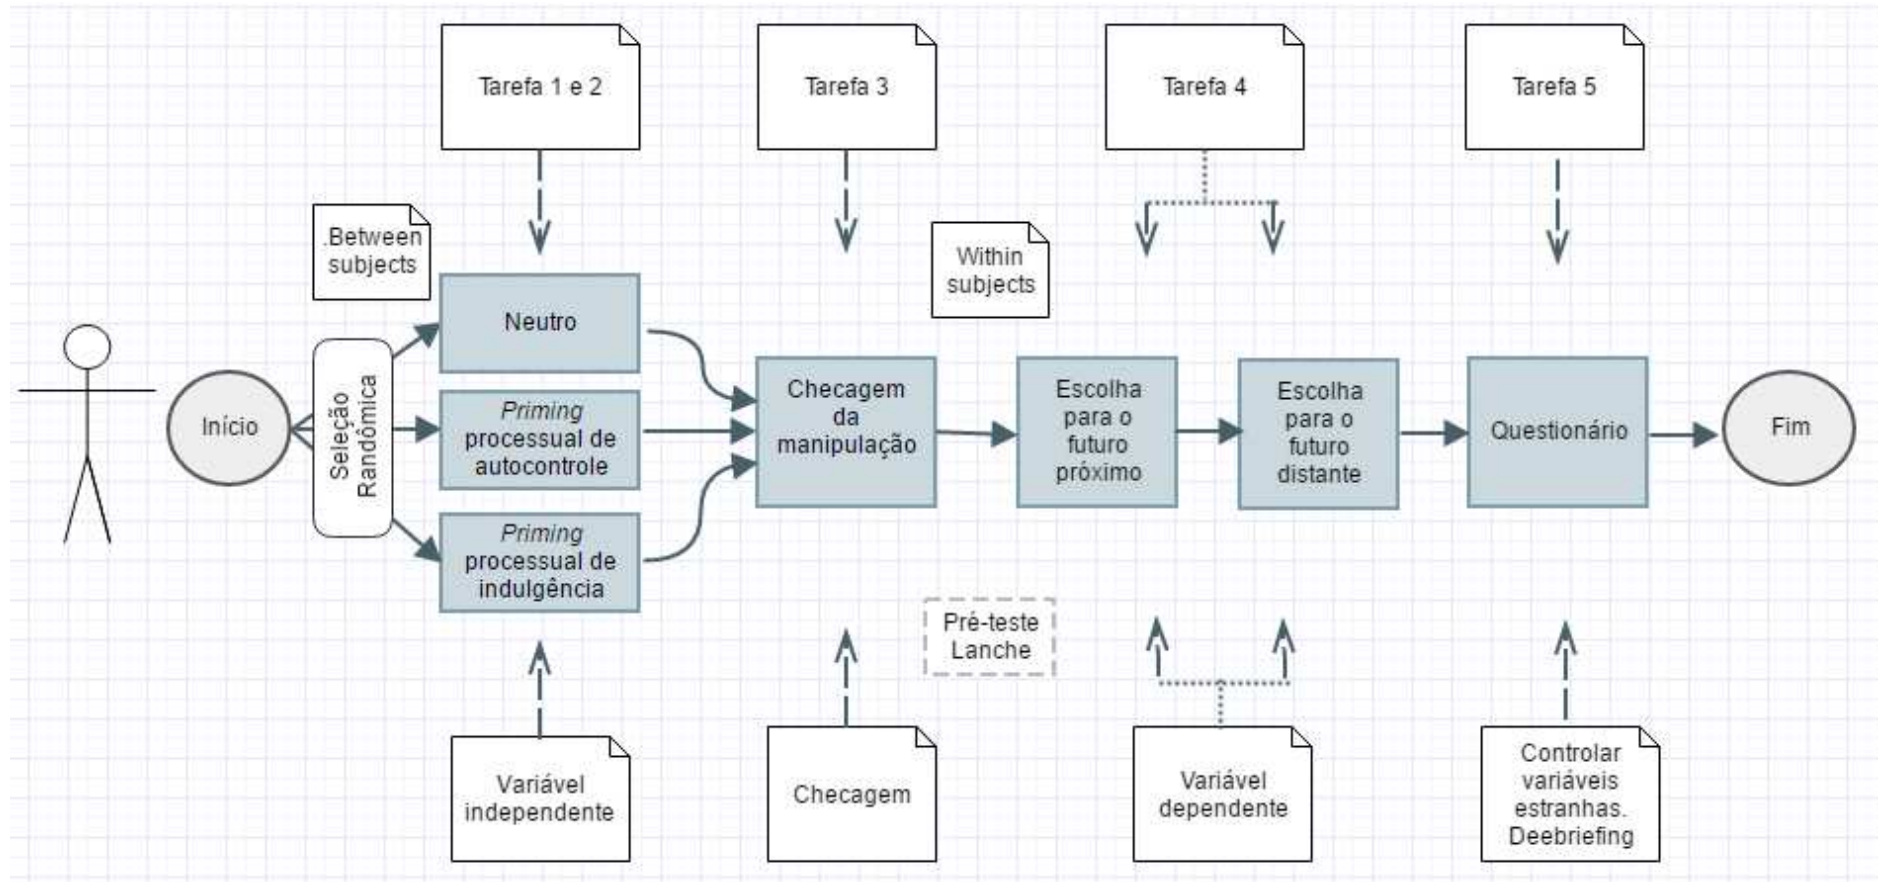 Tarefa 1 e 2
Tarefa 3
Tarefa 4
Tarefa 5
.Between
subjects
Within
subjects
Início
Seleção
Randômica
Neutro
Priming
processual de
autocontrole
Priming
processual de
indulgência
Checagem
da
manipulação
Escolha
para o
futuro
próximo
Escolha
para o
futuro
distante
Questionário
Fim
Pré-teste
Lanche
Variável
independente
Checagem
Variável
dependente
Controlar
variáveis
estranhas.
Deebriefing